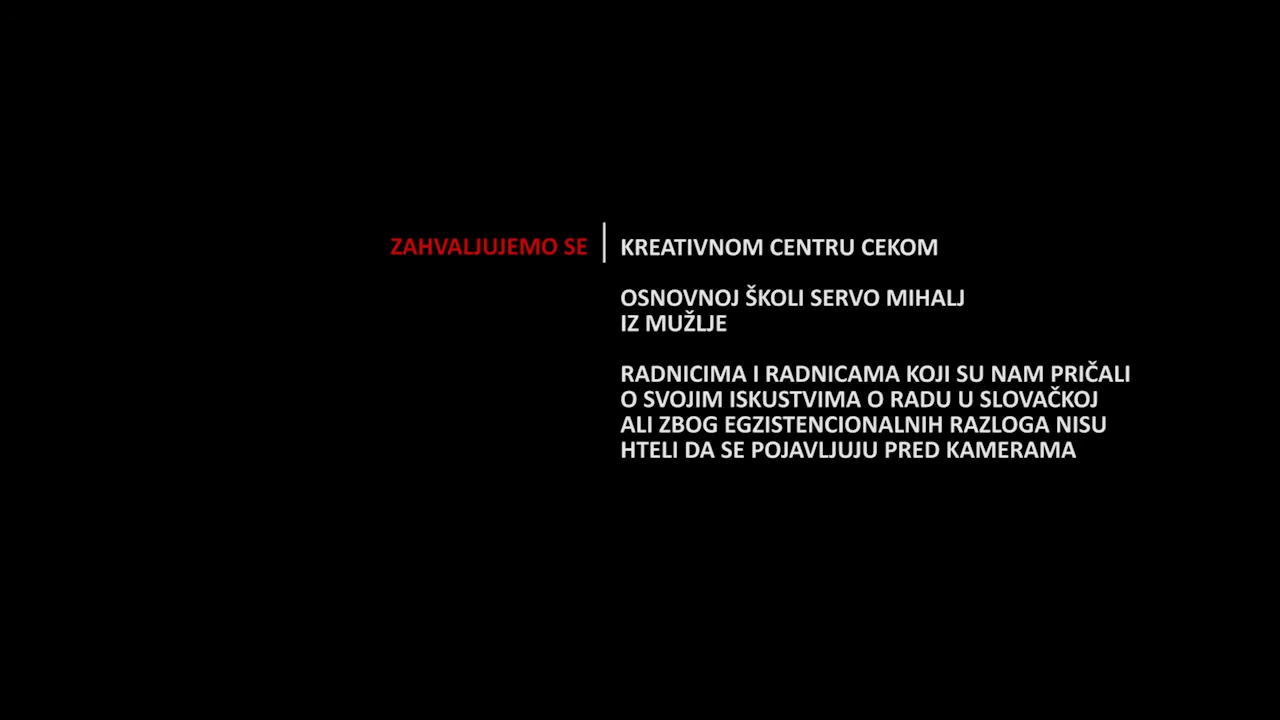 ZAHVALJUJEMO SE | KREATIVNOM CENTRU CEKOM
OSNOVNOJ ŠKOLI SERVO MIHALJ
IZ MUŽLJE
RADNICIMA I RADNICAMA KOJI SU NAM PRIČALI
O SVOJIM ISKUSTVIMA O RADU U SLOVAČKOJ
ALI ZBOG EGZISTENCIONALNIH RAZLOGA NISU
HTELI DA SE POJAVLJUJU PRED KAMERAMA